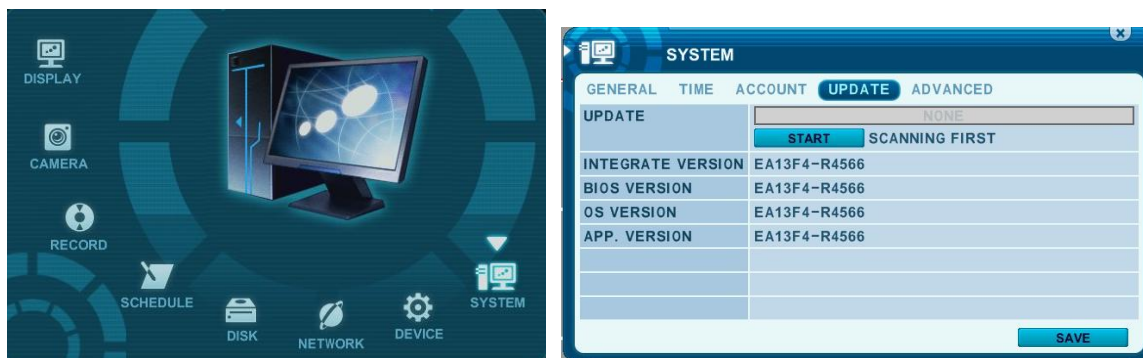 DISPLAY
CAMERA
RECORD
SCHEDULE
DISK
NETWORK
DEVICE
SYSTEM
SYSTEM
GENERAL TIME ACCOUNT UPDATE ADVANCED
UPDATE NONE
START SCANNING FIRST
INTEGRATE VERSION EA13F4-R4566
BIOS VERSION EA13F4-R4566
OS VERSION EA13F4-R4566
APP. VERSION EA13F4-R4566
SAVE